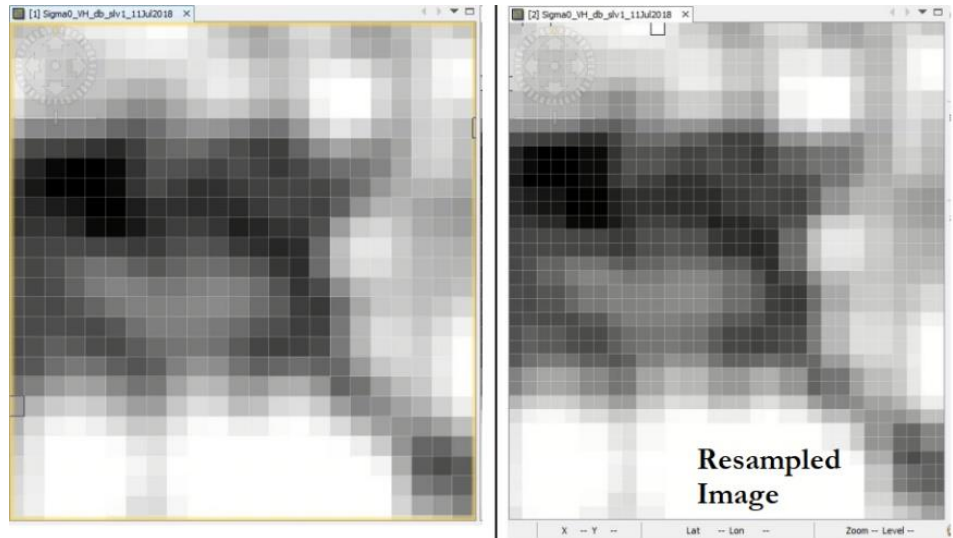 [1] Sigma0_VH_db_slv1_11Jul2018
[2] Sigma0_VH_db_slv1_11Jul2018
Resampled
Image
X -- Y -- Lat -- Lon -- Zoom -- Level --